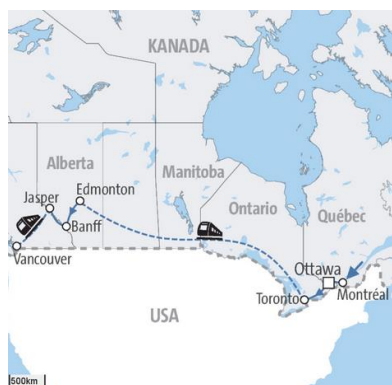 KANADA
Alberta
Jasper
Edmonton
Manitoba
Banff
Ontario
Québec
Vancouver
Ottawa
Toronto
Montréal
USA
500km